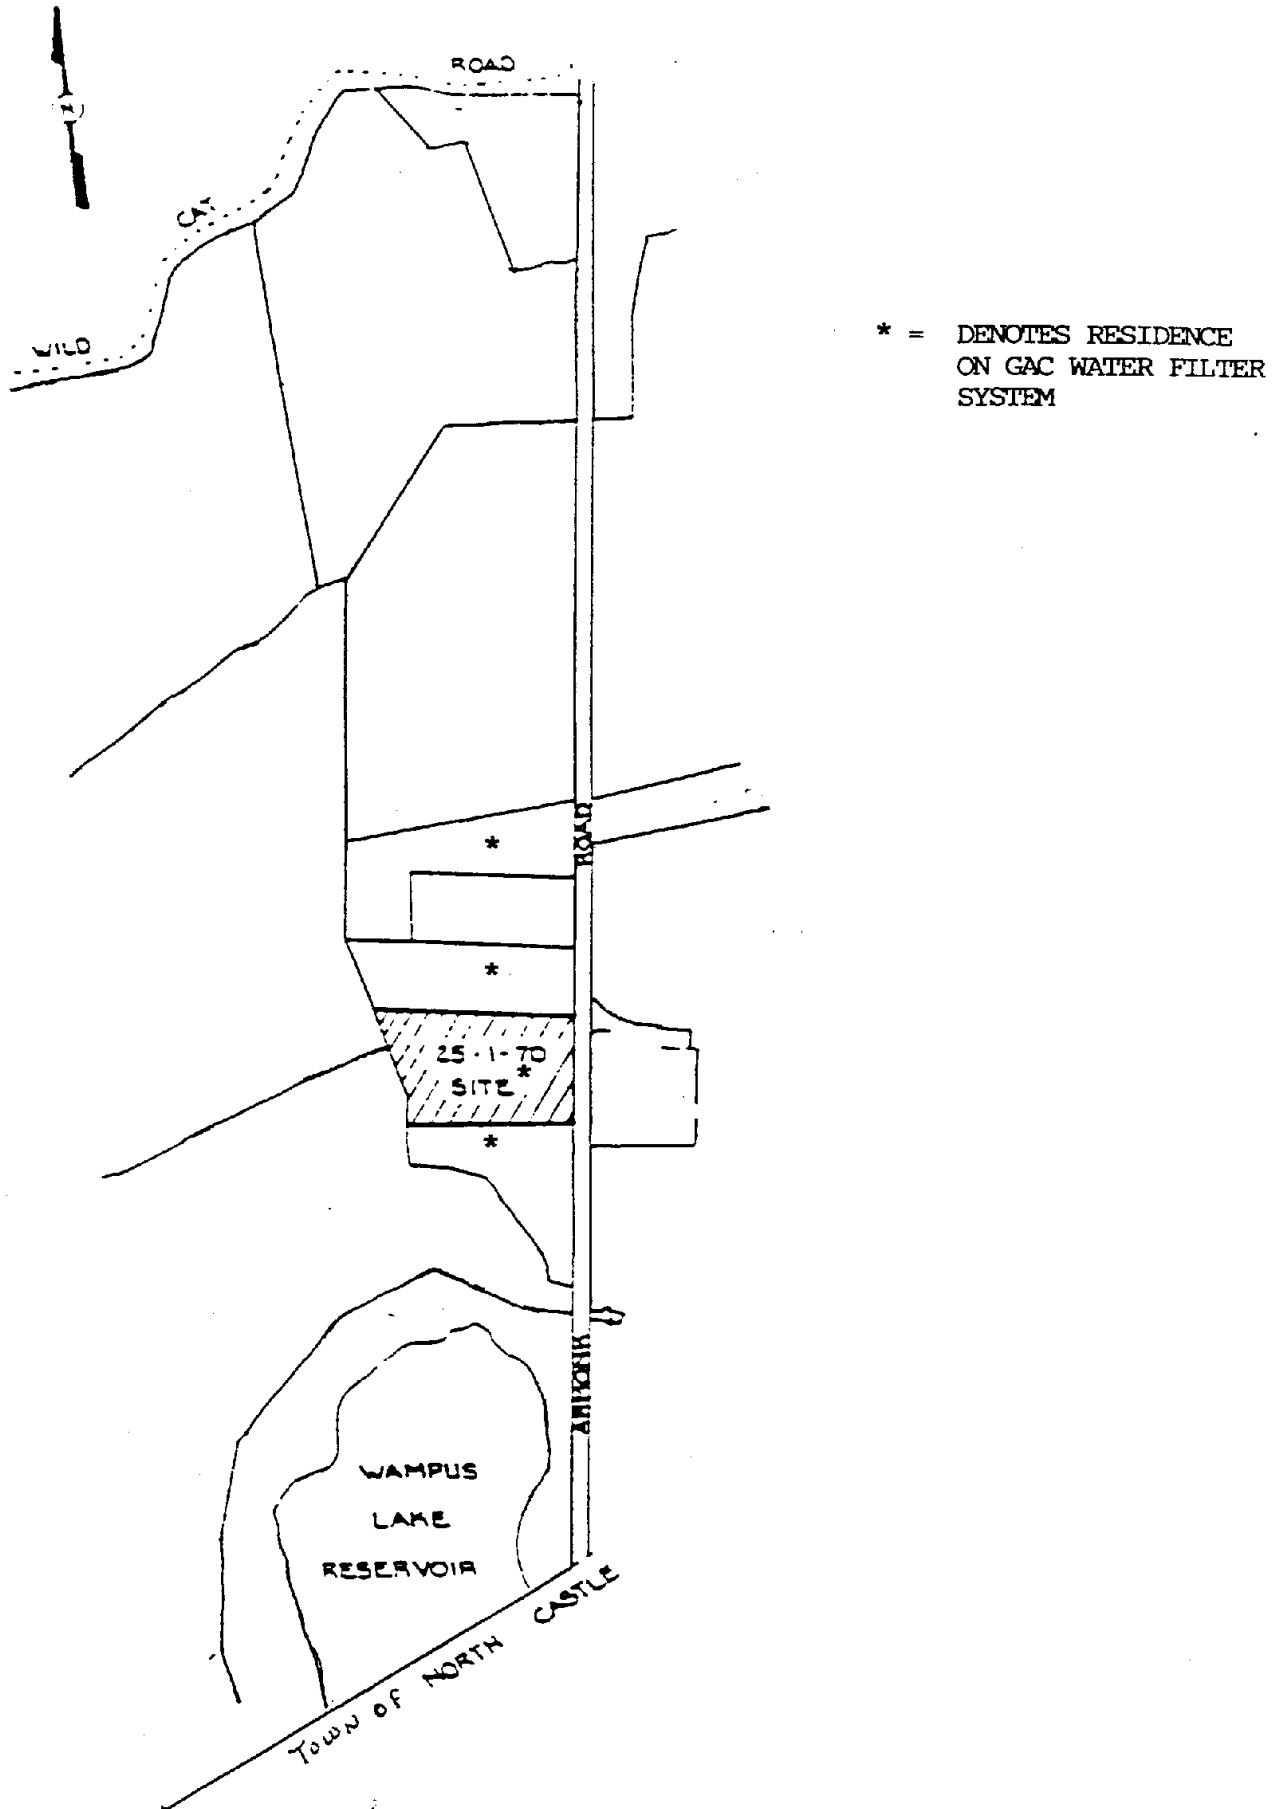 ROAD
N
CAT
WILD
* = DENOTES RESIDENCE
ON GAC WATER FILTER
SYSTEM
ROAD
*
*
25-1-70
*
SITE
*
ARMONK
WAMPUS
LAKE
RESERVOIR
TOWN OF NORTH CASTLE